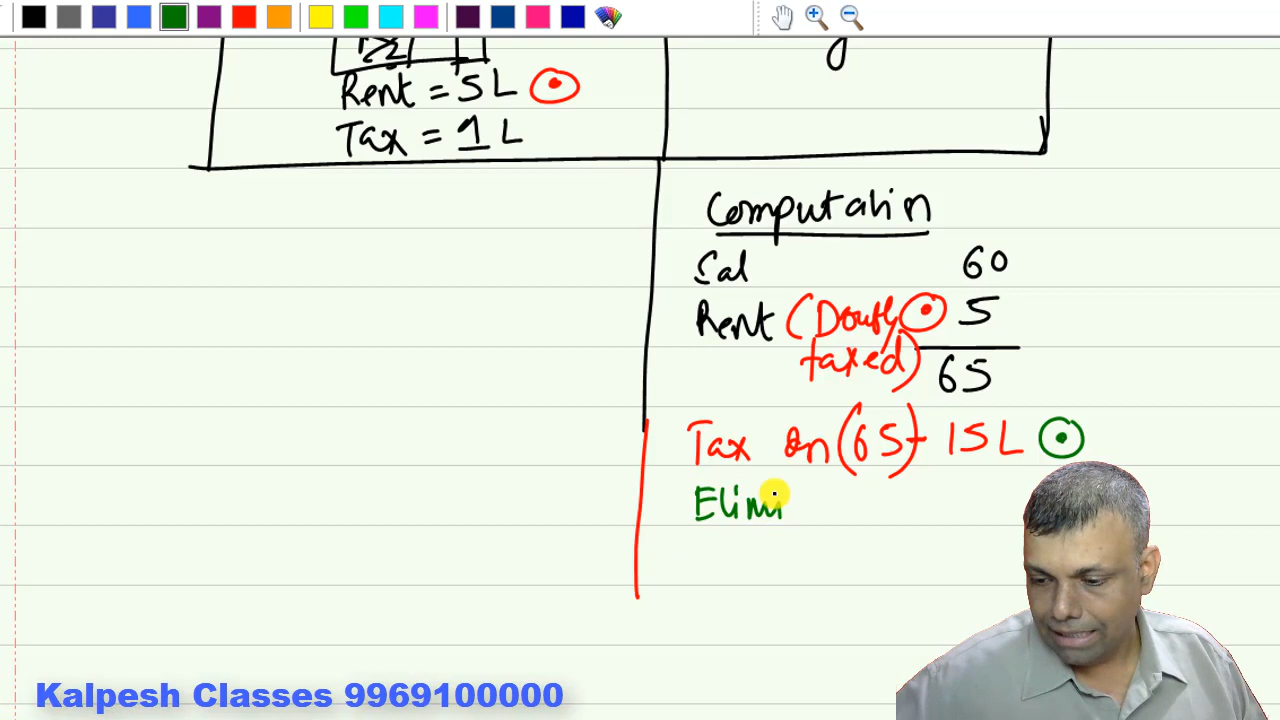 Rent = 5 L
Tax = 1 L
Computatin
Sal 60
Rent (Doubly taxed) 5
65
Tax on (65) - 15 L
Elimi
Kalpesh Classes 9969100000